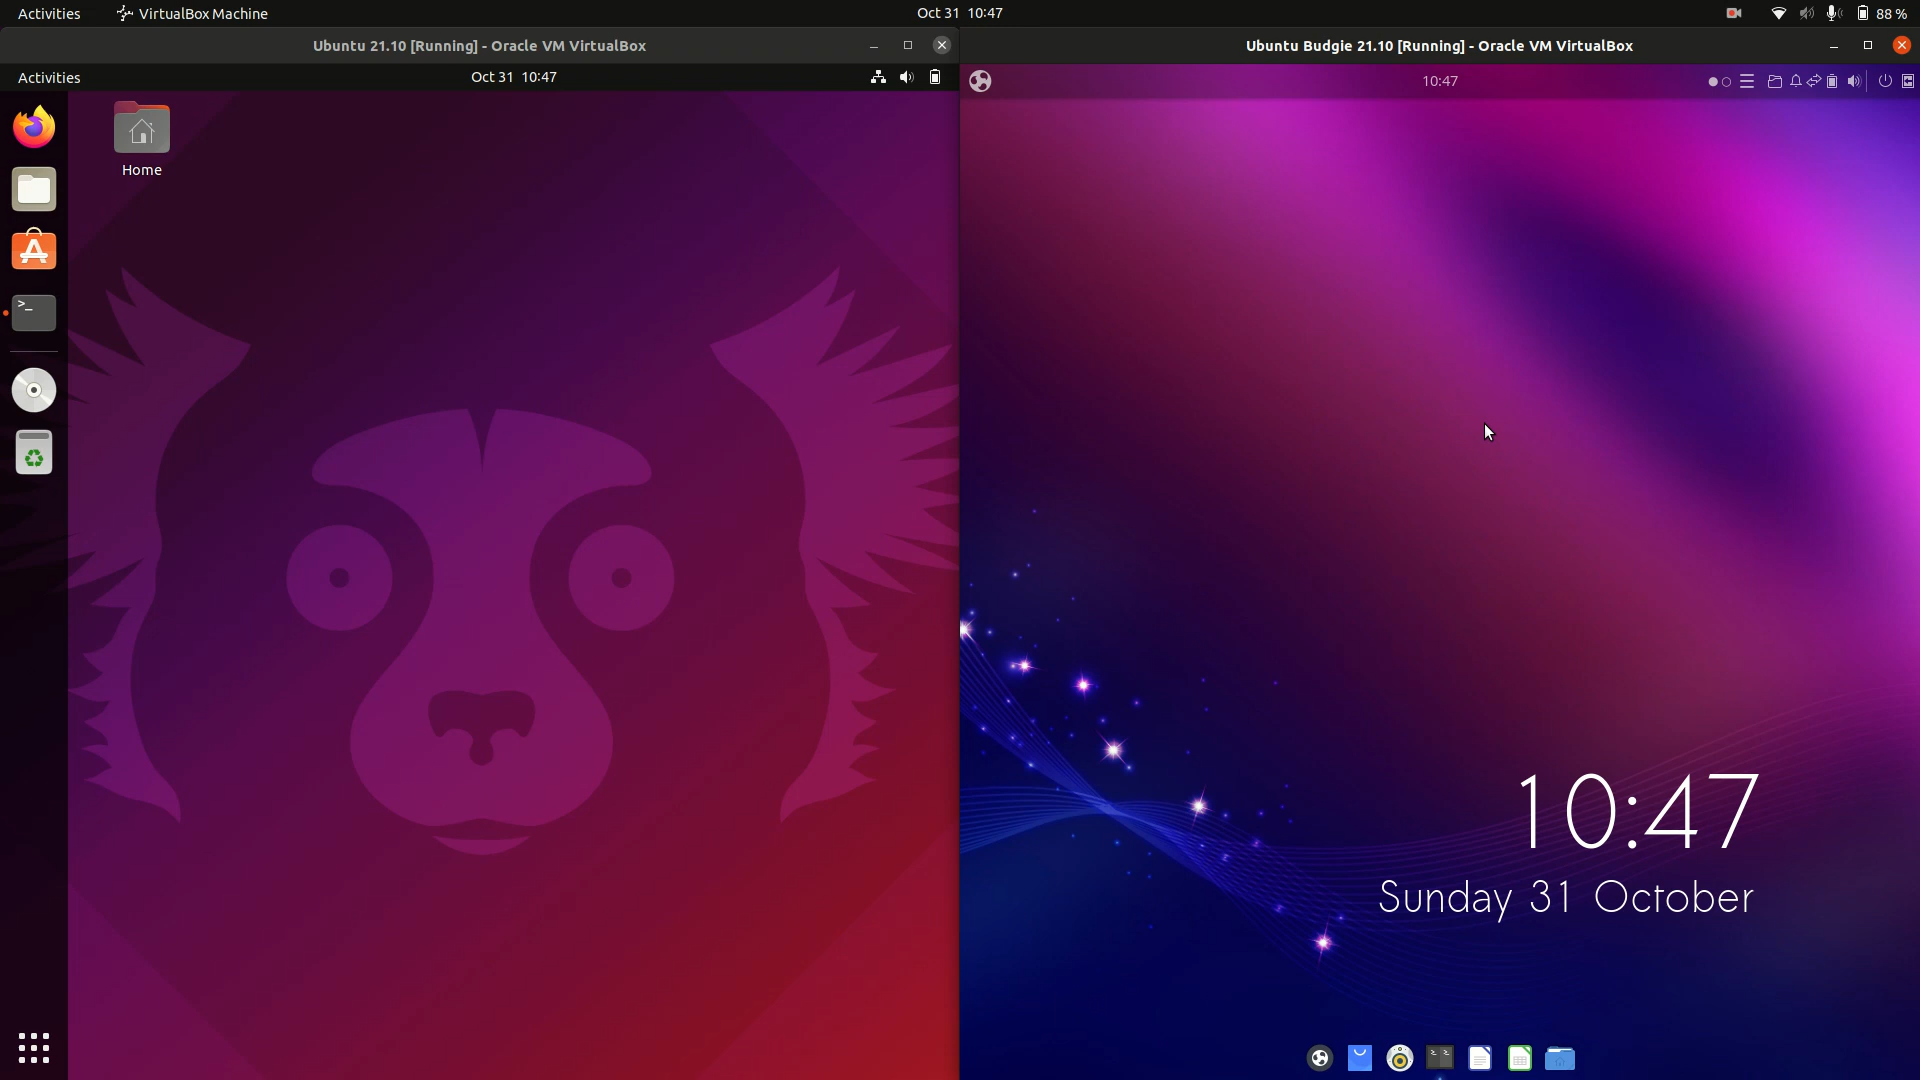 Activities VirtualBox Machine Oct 31 10:47 88 %
Ubuntu 21.10 [Running] - Oracle VM VirtualBox
Activities Oct 31 10:47
Home
>_
Ubuntu Budgie 21.10 [Running] - Oracle VM VirtualBox
10:47
10:47
Sunday 31 October